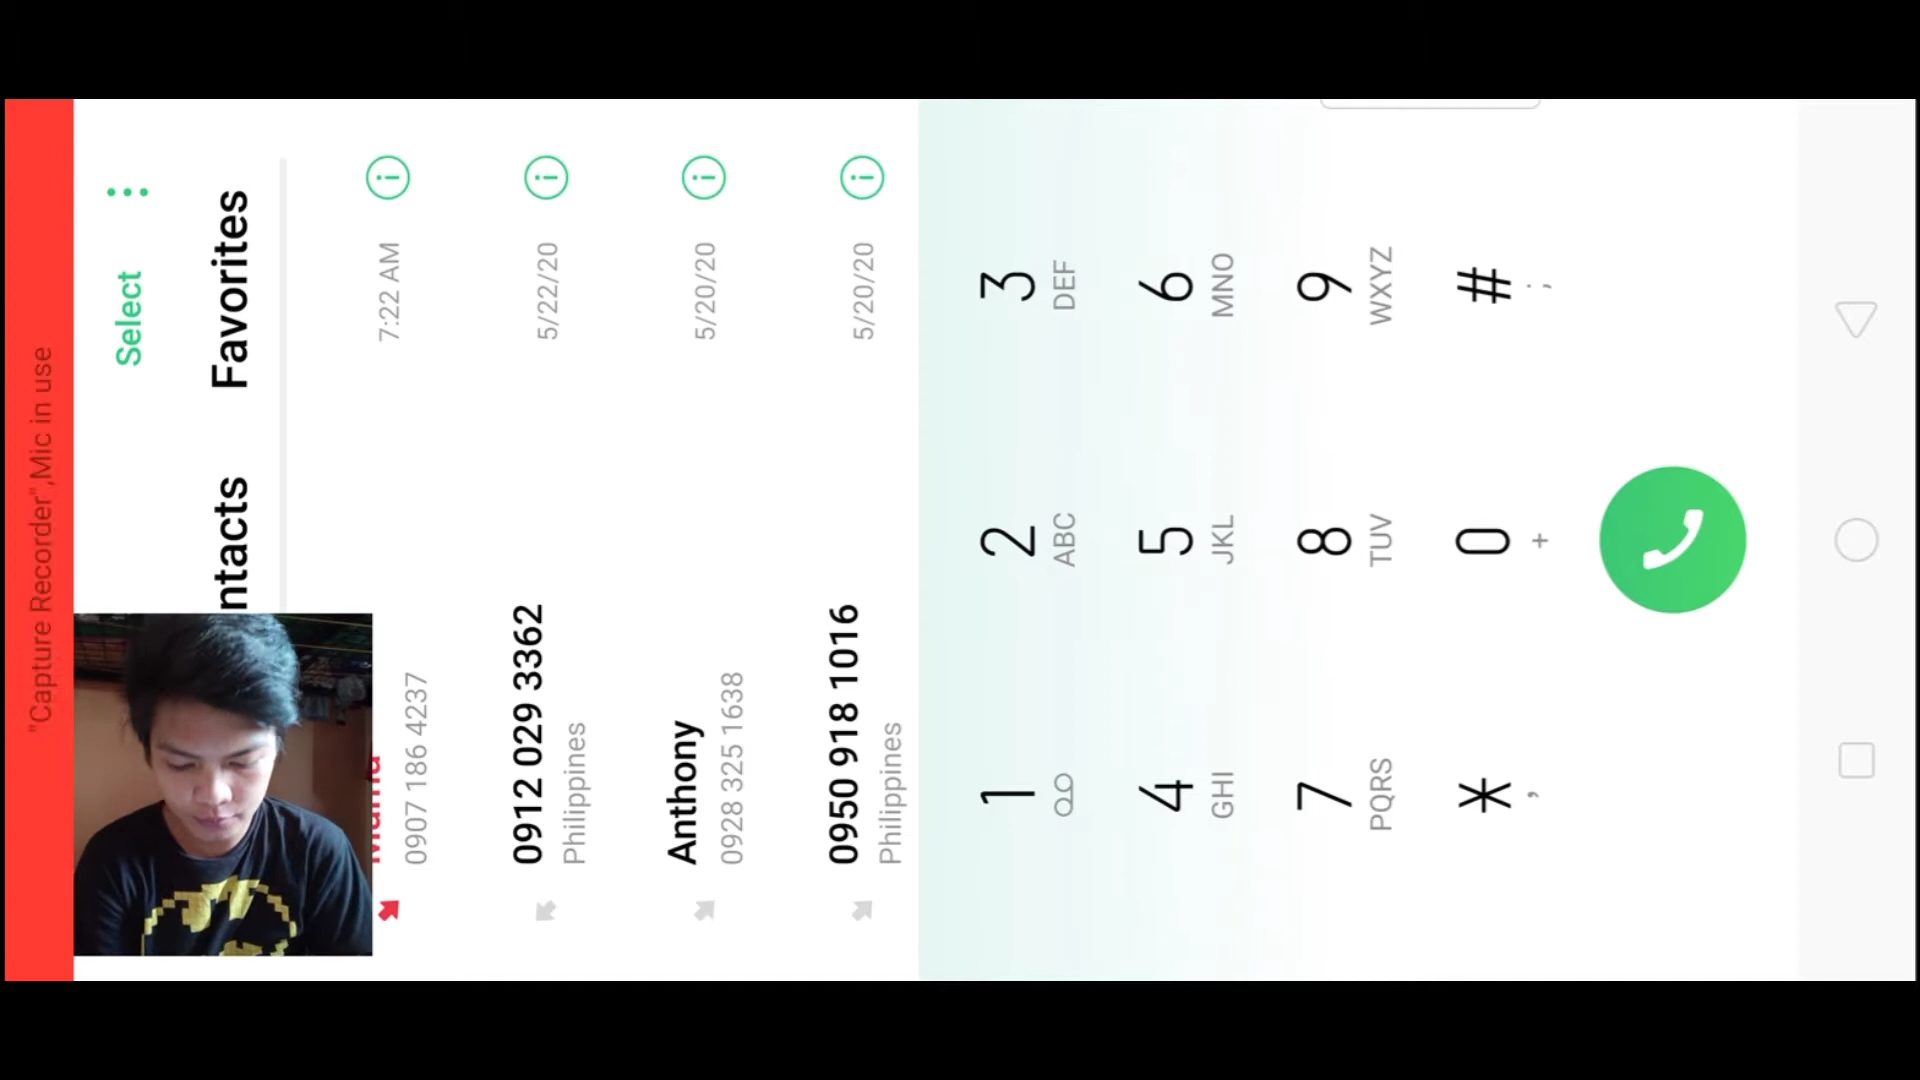 "Capture Recorder",Mic in use
Select
ntacts Favorites
0907 186 4237
7:22 AM
0912 029 3362
Philippines
5/22/20
Anthony
0928 325 1638
5/20/20
0950 918 1016
Philippines
5/20/20
1 2 3
ABC DEF
4 5 6
GHI JKL MNO
7 8 9
PQRS TUV WXYZ
* 0 #
, + ;